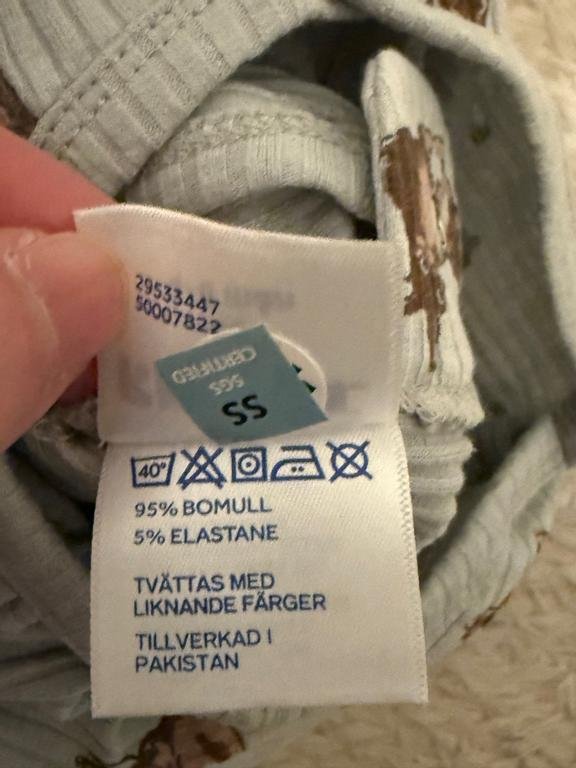 29533447
50007822
CERTIFIED
SGS
SS
40°
95% BOMULL
5% ELASTANE
TVÄTTAS MED
LIKNANDE FÄRGER
TILLVERKAD I
PAKISTAN